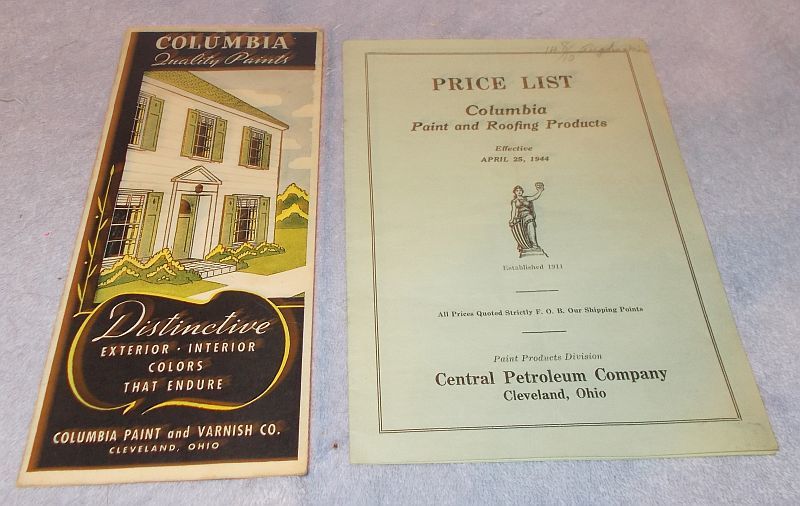 COLUMBIA
Quality Paints
Distinctive
EXTERIOR · INTERIOR
COLORS
THAT ENDURE
COLUMBIA PAINT and VARNISH CO.
CLEVELAND, OHIO
PRICE LIST
Columbia
Paint and Roofing Products
Effective
APRIL 25, 1944
Established 1911
All Prices Quoted Strictly F. O. B. Our Shipping Points
Paint Products Division
Central Petroleum Company
Cleveland, Ohio